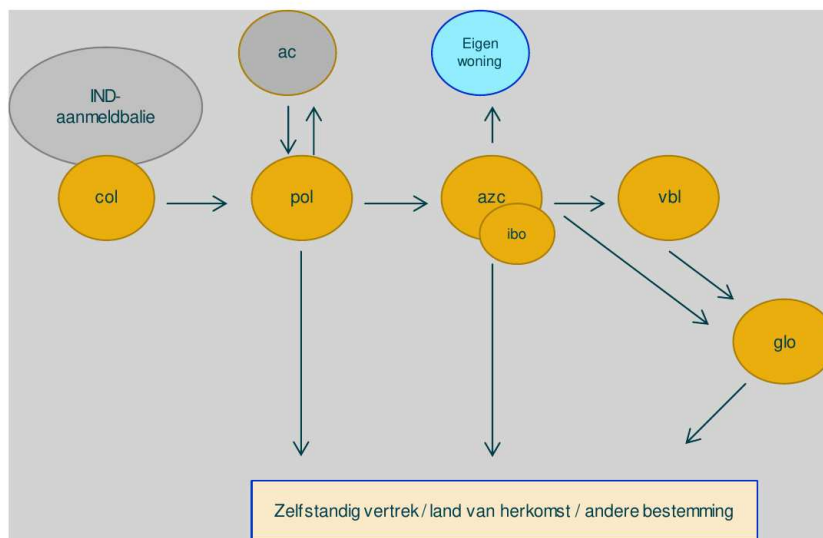 ac
Eigen
woning
IND-
aanmeldbalie
col
pol
azc
ibo
vbl
glo
Zelfstandig vertrek / land van herkomst / andere bestemming